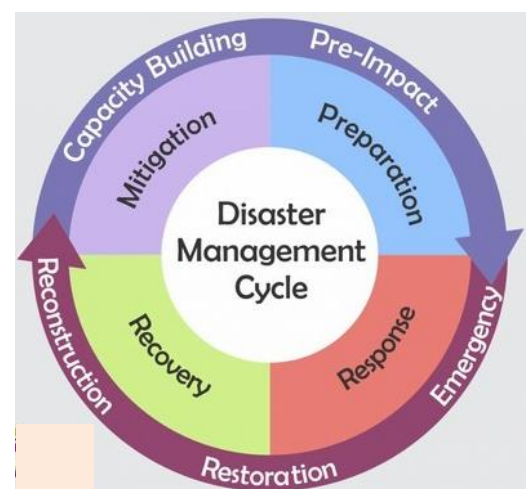 Capacity Building
Pre-Impact
Mitigation
Preparation
Disaster
Management
Cycle
Recovery
Response
Reconstruction
Emergency
Restoration